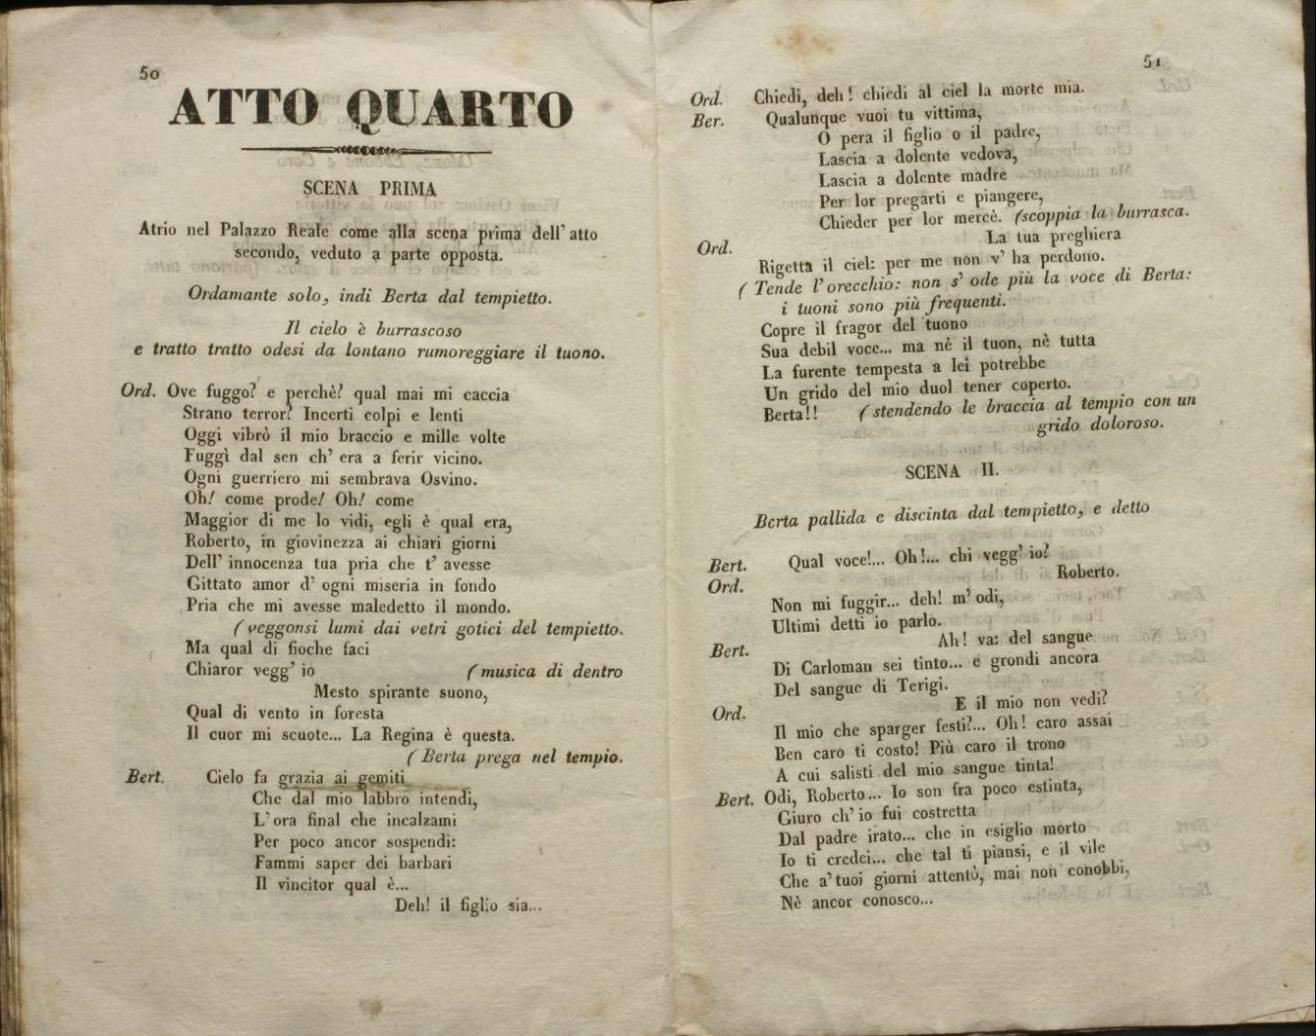 50
ATTO QUARTO
SCENA PRIMA
Atrio nel Palazzo Reale come alla scena prima dell' atto
secondo, veduto a parte opposta.
Ordamante solo, indi Berta dal tempietto.
Il cielo è burrascoso
e tratto tratto odesi da lontano rumoreggiare il tuono.
Ord. Ove fuggo? e perchè? qual mai mi caccia
Strano terror? Incerti colpi e lenti
Oggi vibrò il mio braccio e mille volte
Fuggì dal sen ch' era a ferir vicino.
Ogni guerriero mi sembrava Osvino.
Oh! come prode! Oh! come
Maggior di me lo vidi, egli è qual era,
Roberto, in giovinezza ai chiari giorni
Dell' innocenza tua pria che t' avesse
Gittato amor d' ogni miseria in fondo
Pria che mi avesse maledetto il mondo.
(veggonsi lumi dai vetri gotici del tempietto.
Ma qual di fioche faci
Chiaror vegg' io (musica di dentro
Mesto spirante suono,
Qual di vento in foresta
Il cuor mi scuote... La Regina è questa.
(Berta prega nel tempio.
Bert. Cielo fa grazia ai gemiti
Che dal mio labbro intendi,
L' ora final che incalzami
Per poco ancor sospendi:
Fammi saper dei barbari
Il vincitor qual è...
Deh! il figlio sia...
51
Ord. Chiedi, deh! chiedi al ciel la morte mia.
Ber. Qualunque vuoi tu vittima,
O pera il figlio o il padre,
Lascia a dolente vedova,
Lascia a dolente madre
Per lor pregarti e piangere,
Chieder per lor mercè. (scoppia la burrasca.
Ord. La tua preghiera
Rigetta il ciel: per me non v' ha perdono.
(Tende l' orecchio: non s' ode più la voce di Berta:
i tuoni sono più frequenti.
Copre il fragor del tuono
Sua debil voce... ma nè il tuon, nè tutta
La furente tempesta a lei potrebbe
Un grido del mio duol tener coperto.
Berta!! (stendendo le braccia al tempio con un
grido doloroso.
SCENA II.
Berta pallida e discinta dal tempietto, e detto
Bert. Qual voce!... Oh!... chi vegg' io?
Ord. Roberto.
Non mi fuggir... deh! m' odi,
Ultimi detti io parlo.
Bert. Ah! va: del sangue
Di Carloman sei tinto... e grondi ancora
Del sangue di Terigi.
Ord. E il mio non vedi?
Il mio che sparger festi?... Oh! caro assai
Ben caro ti costo! Più caro il trono
A cui salisti del mio sangue tinta!
Bert. Odi, Roberto... Io son fra poco estinta,
Giuro ch' io fui costretta
Dal padre irato... che in esiglio morto
Io ti credei... che tal ti piansi, e il vile
Che a' tuoi giorni attentò, mai non conobbi,
Nè ancor conosco...